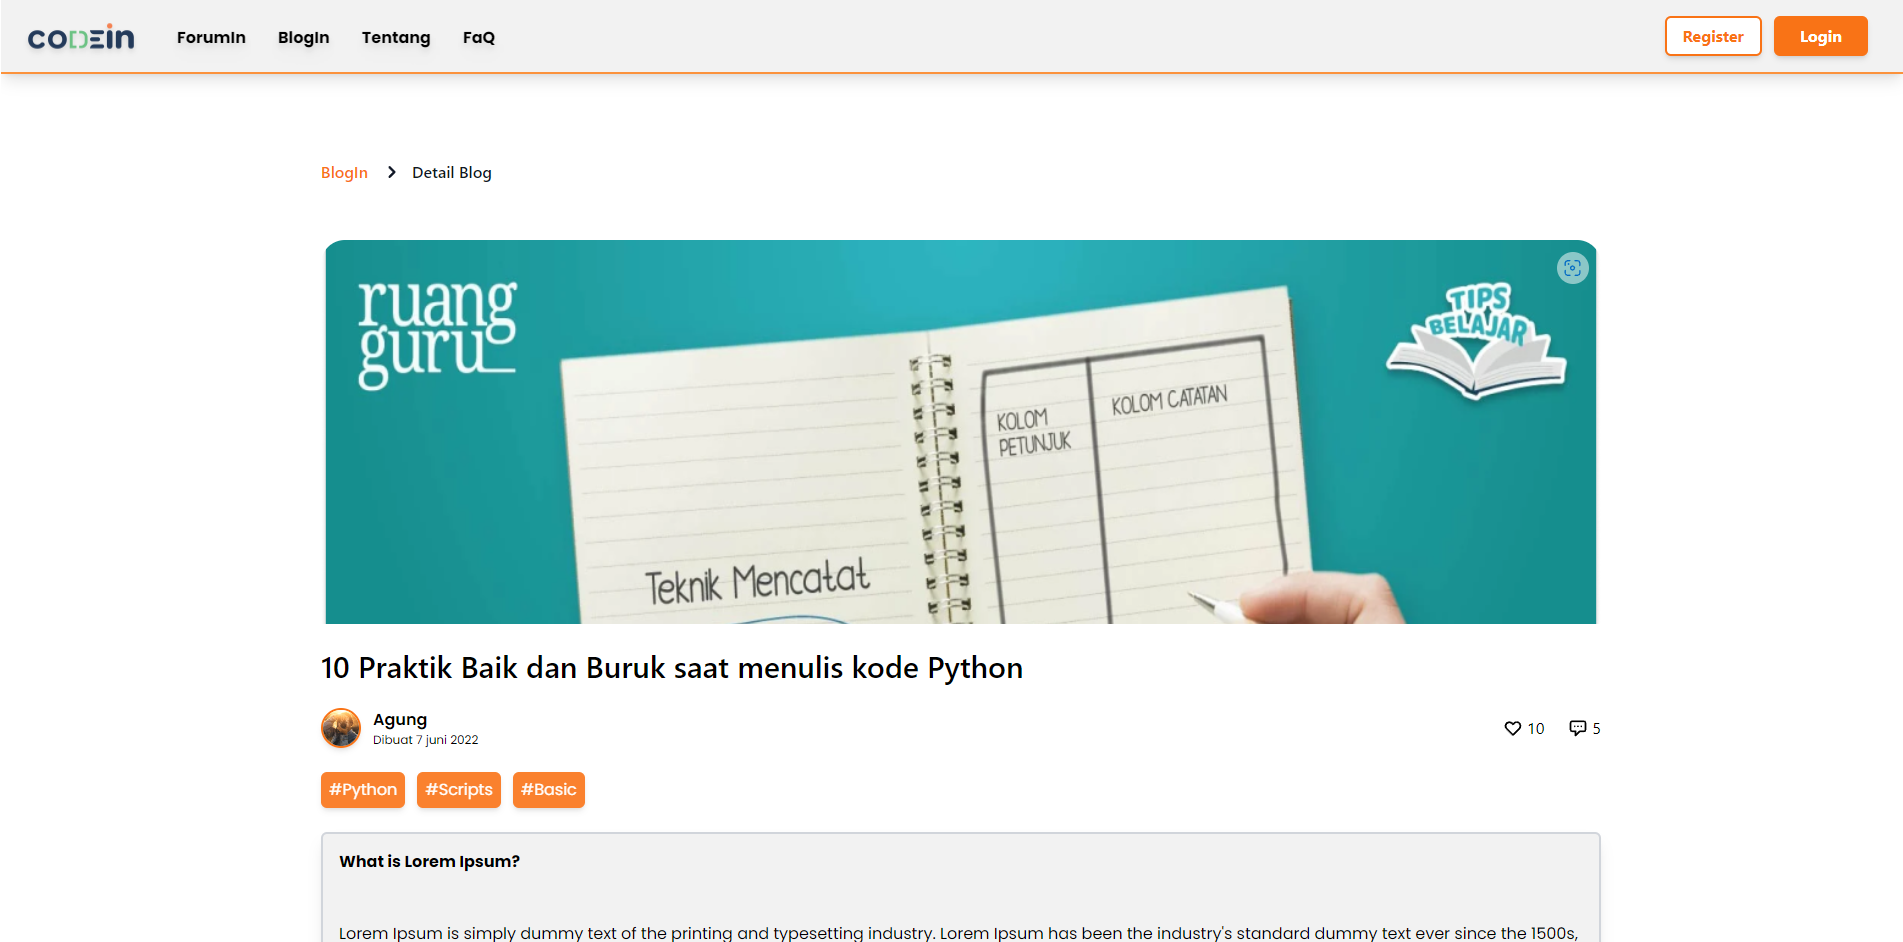 codein
ForumIn
BlogIn
Tentang
FaQ
Register
Login
BlogIn > Detail Blog
ruang
guru
TIPS
BELAJAR
KOLOM
PETUNJUK
KOLOM CATATAN
Teknik Mencatat
10 Praktik Baik dan Buruk saat menulis kode Python
Agung
Dibuat 7 juni 2022
10
5
#Python
#Scripts
#Basic
What is Lorem Ipsum?
Lorem Ipsum is simply dummy text of the printing and typesetting industry. Lorem Ipsum has been the industry's standard dummy text ever since the 1500s,